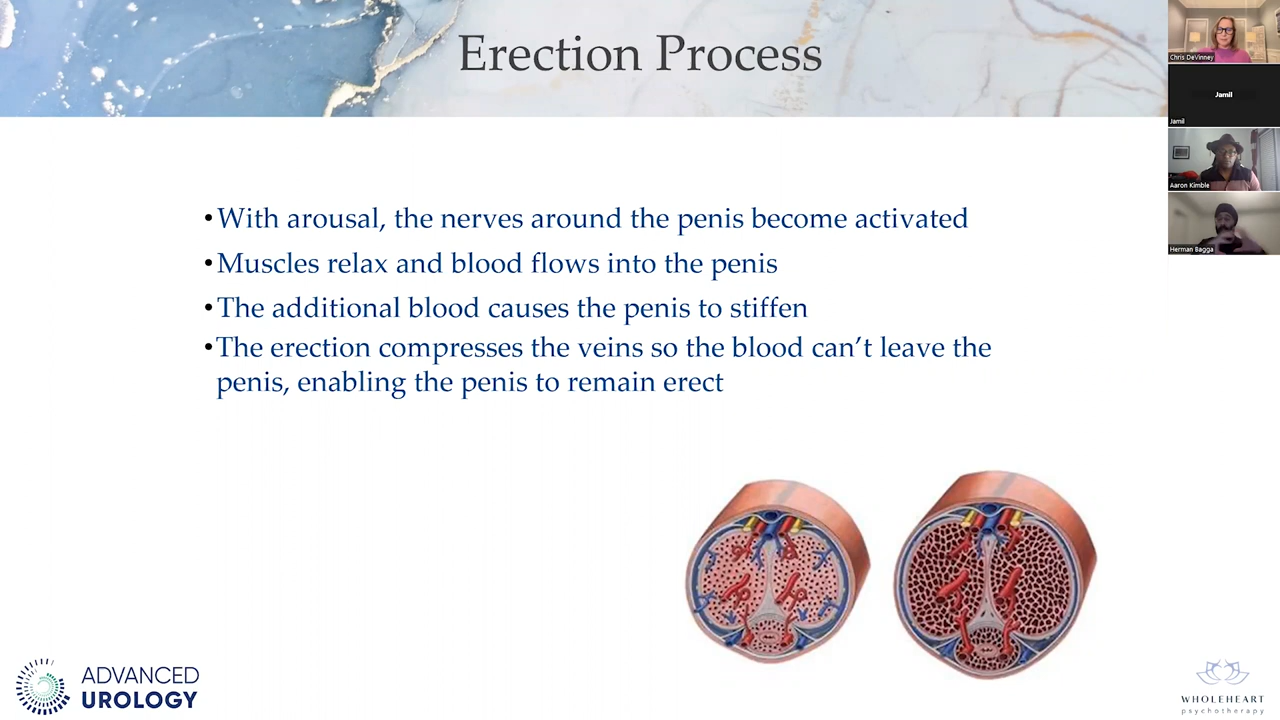 Erection Process
•With arousal, the nerves around the penis become activated
•Muscles relax and blood flows into the penis
•The additional blood causes the penis to stiffen
•The erection compresses the veins so the blood can’t leave the
penis, enabling the penis to remain erect
Chris DeVinney
Jamil
Jamil
Aaron Kimble
Herman Bagga
ADVANCED
UROLOGY
WHOLEHEART
psychotherapy